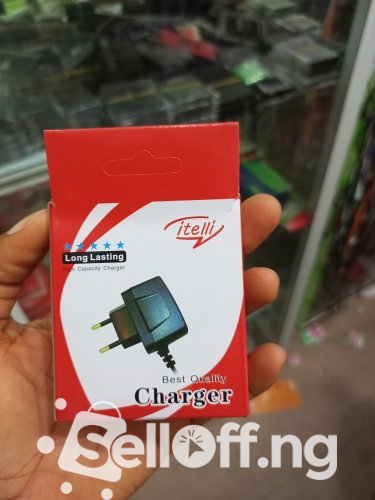 itelli
Long Lasting
High Capacity Charger
Best Quality
Charger
Selloff.ng